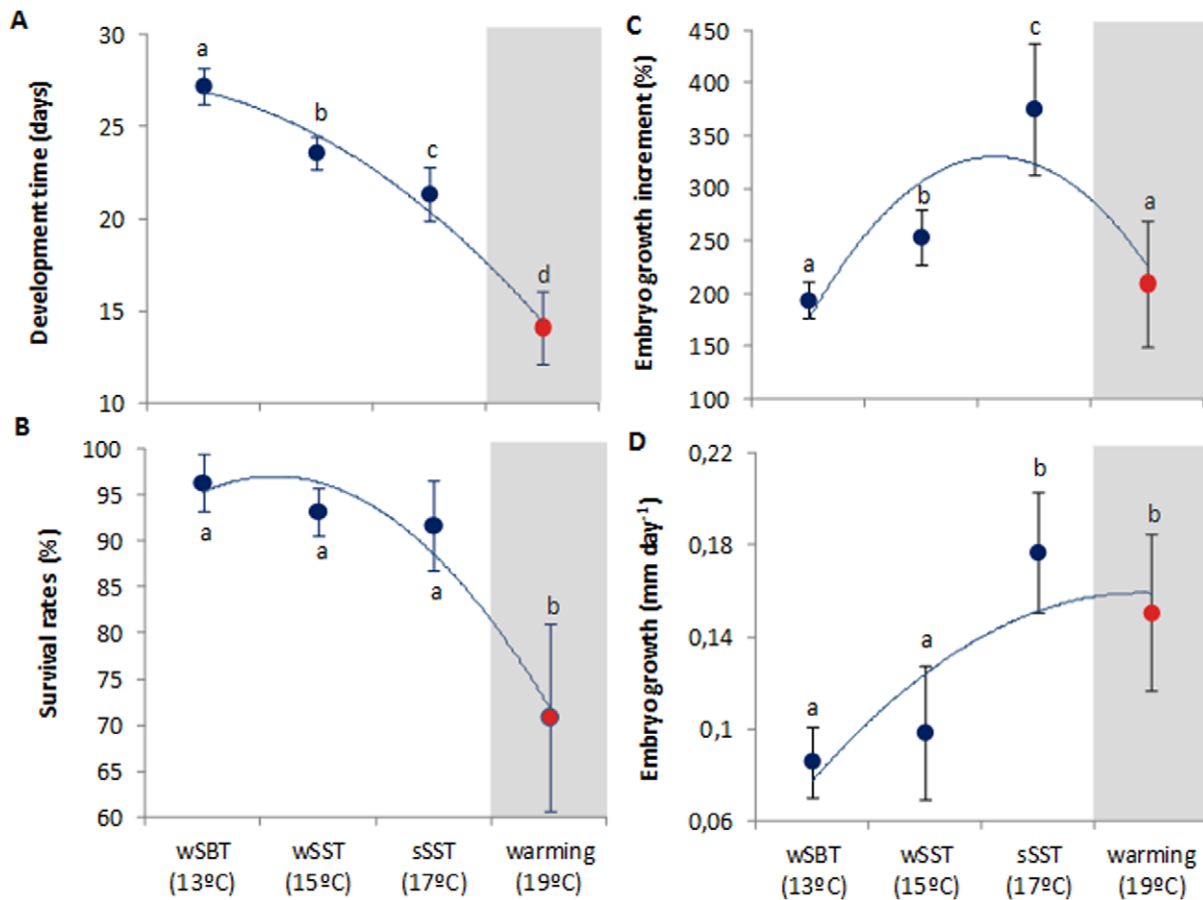 A
Development time (days)
30
25
20
15
10
a
b
c
d
B
Survival rates (%)
100
95
90
85
80
75
70
65
60
a
a
a
b
wSBT
(13ºC)
wSST
(15ºC)
sSST
(17ºC)
warming
(19ºC)
C
Embryo growth increment (%)
450
400
350
300
250
200
150
100
a
b
c
a
D
Embryo growth (mm day-1)
0,22
0,18
0,14
0,1
0,06
a
a
b
b
wSBT
(13ºC)
wSST
(15ºC)
sSST
(17ºC)
warming
(19ºC)